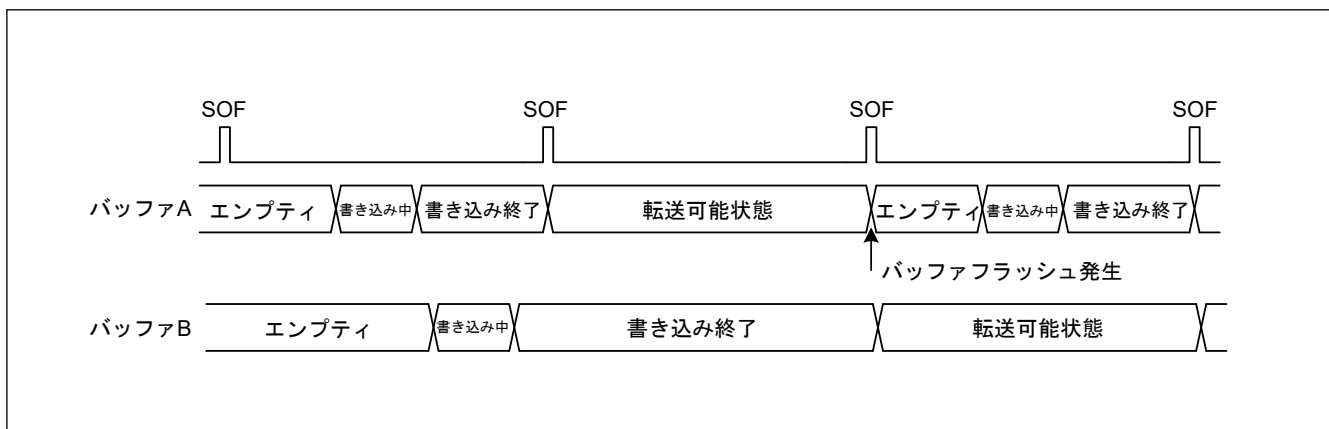 SOF SOF SOF SOF
バッファA エンプティ 書き込み中 書き込み終了 転送可能状態 エンプティ 書き込み中 書き込み終了
バッファフラッシュ発生
バッファB エンプティ 書き込み中 書き込み終了 転送可能状態